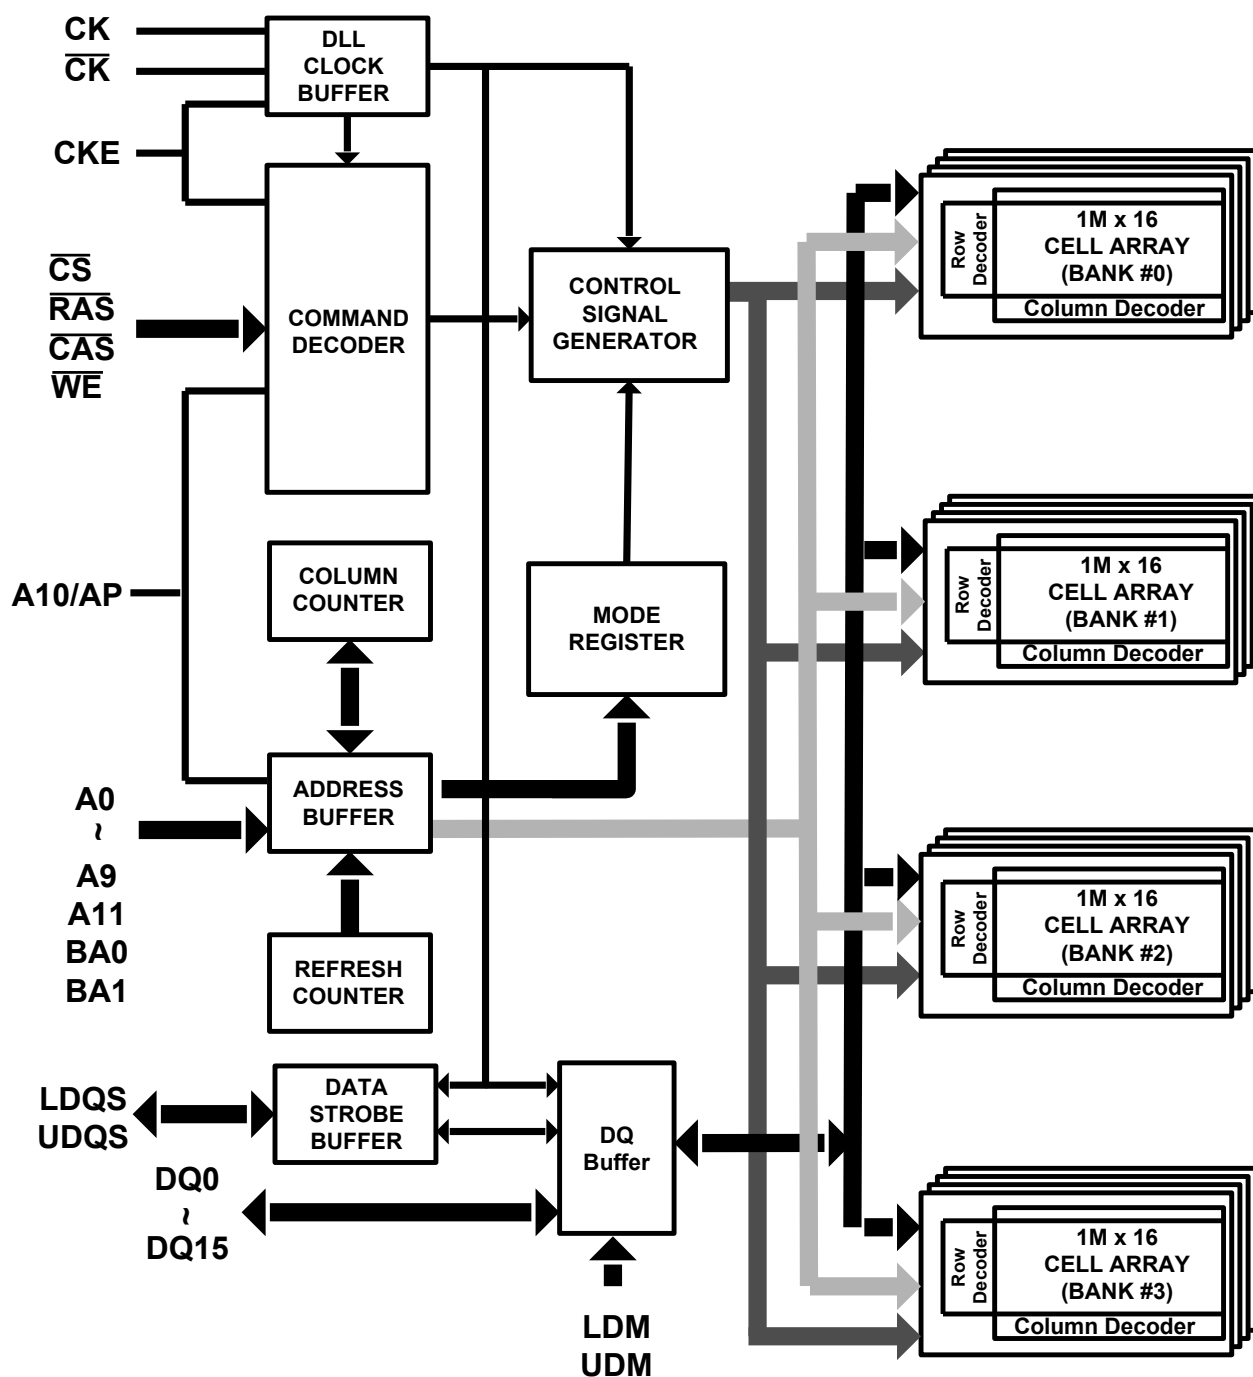 CK
CK
CKE
CS
RAS
CAS
WE
A10/AP
A0
~
A9
A11
BA0
BA1
LDQS
UDQS
DQ0
~
DQ15
DLL
CLOCK
BUFFER
COMMAND
DECODER
COLUMN
COUNTER
ADDRESS
BUFFER
REFRESH
COUNTER
DATA
STROBE
BUFFER
CONTROL
SIGNAL
GENERATOR
MODE
REGISTER
DQ
Buffer
LDM
UDM
Row
Decoder
1M x 16
CELL ARRAY
(BANK #0)
Column Decoder
Row
Decoder
1M x 16
CELL ARRAY
(BANK #1)
Column Decoder
Row
Decoder
1M x 16
CELL ARRAY
(BANK #2)
Column Decoder
Row
Decoder
1M x 16
CELL ARRAY
(BANK #3)
Column Decoder